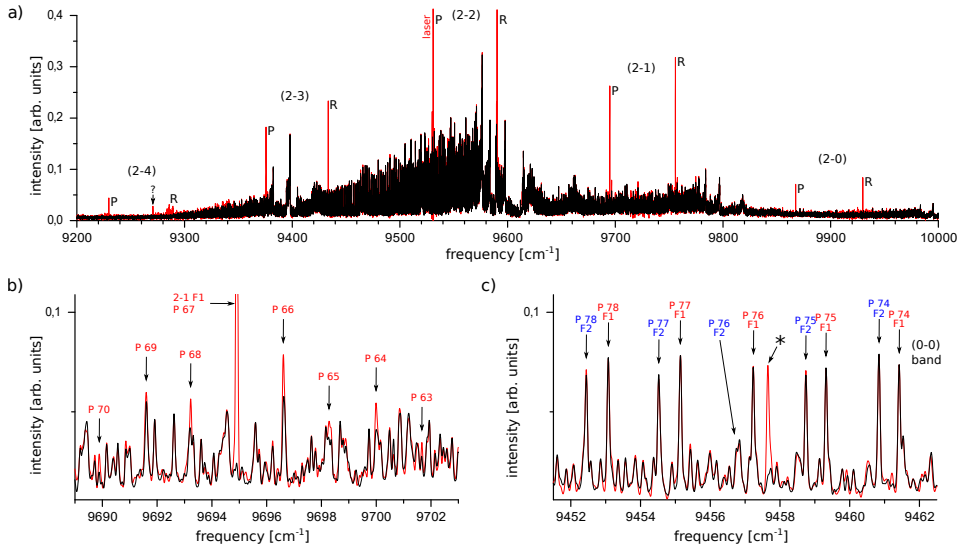 a)
0,4
0,3
0,2
0,1
0,0
intensity [arb. units]
(2-4)
P
?
R
(2-3)
P
R
laser
P
(2-2)
R
(2-1)
P
R
(2-0)
P
R
9200 9300 9400 9500 9600 9700 9800 9900 10000
frequency [cm-1]
b)
0,1
intensity [arb. units]
P 70
P 69
P 68
2-1 F1
P 67
P 66
P 65
P 64
P 63
9690 9692 9694 9696 9698 9700 9702
frequency [cm-1]
c)
0,1
intensity [arb. units]
P 78
F2
P 78
F1
P 77
F2
P 77
F1
P 76
F2
P 76
F1
*
P 75
F2
P 75
F1
P 74
F2
P 74
F1
(0-0)
band
9452 9454 9456 9458 9460 9462
frequency [cm-1]